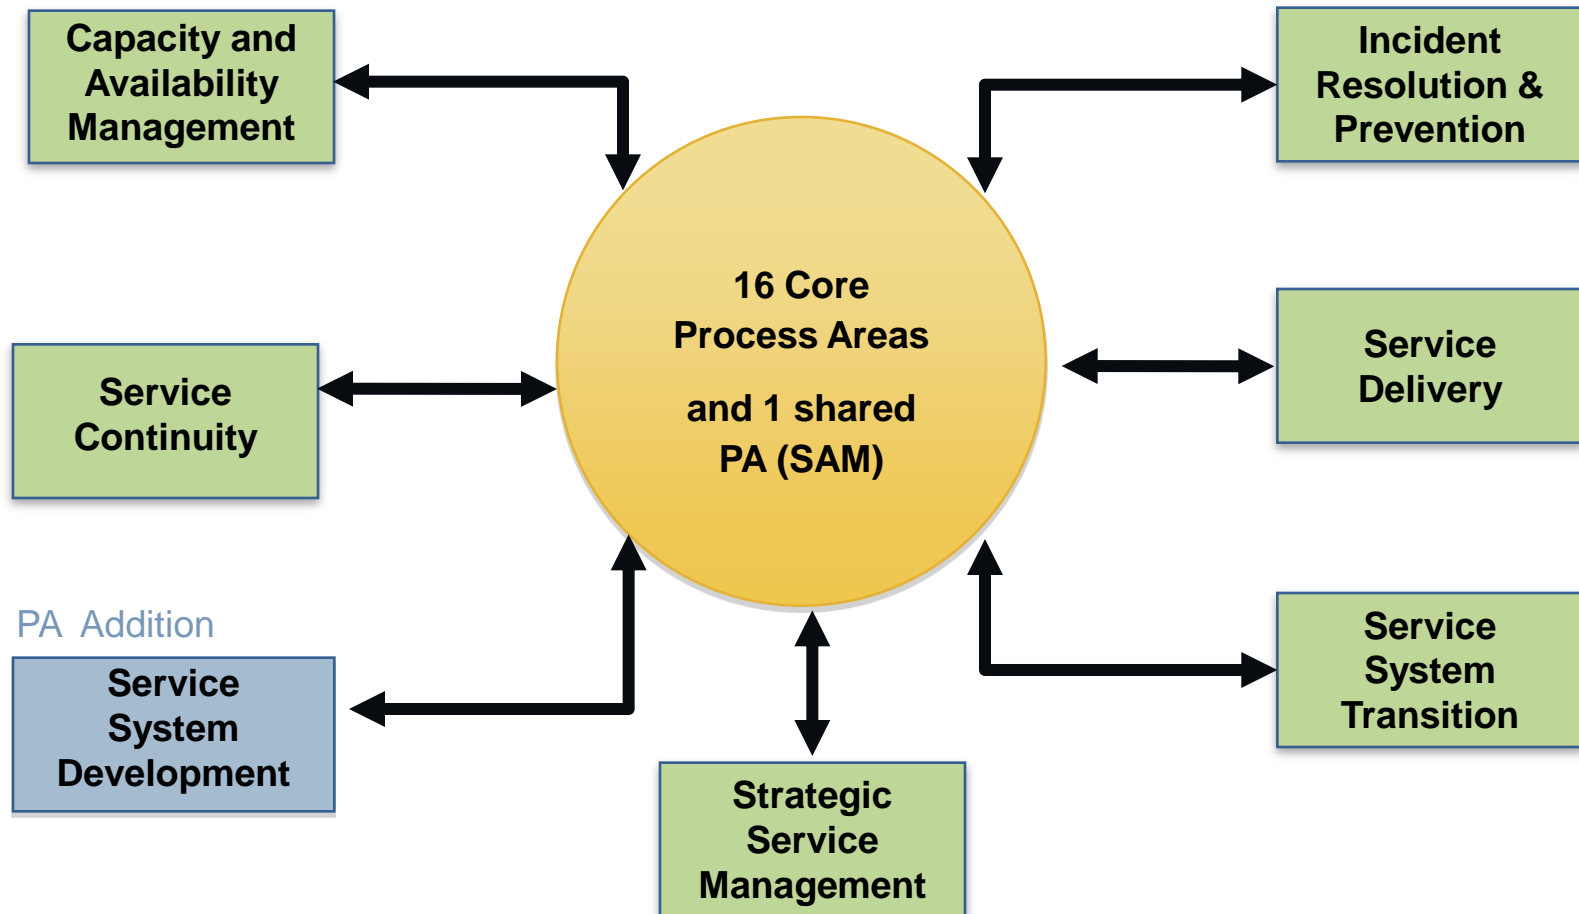 Capacity and
Availability
Management
Incident
Resolution &
Prevention
16 Core
Process Areas
and 1 shared
PA (SAM)
Service
Continuity
Service
Delivery
PA Addition
Service
System
Development
Service
System
Transition
Strategic
Service
Management